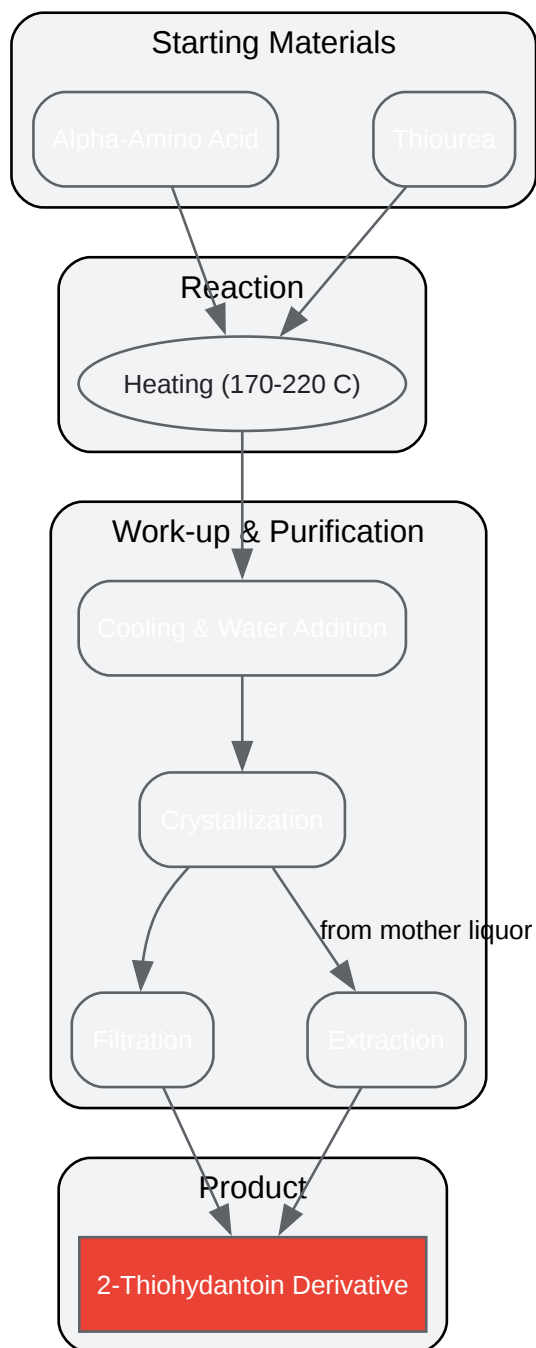 Starting Materials
Alpha-Amino Acid
Thiourea
Reaction
Heating (170-220 C)
Work-up & Purification
Cooling & Water Addition
Crystallization
from mother liquor
Filtration
Extraction
Product
2-Thiohydantoin Derivative